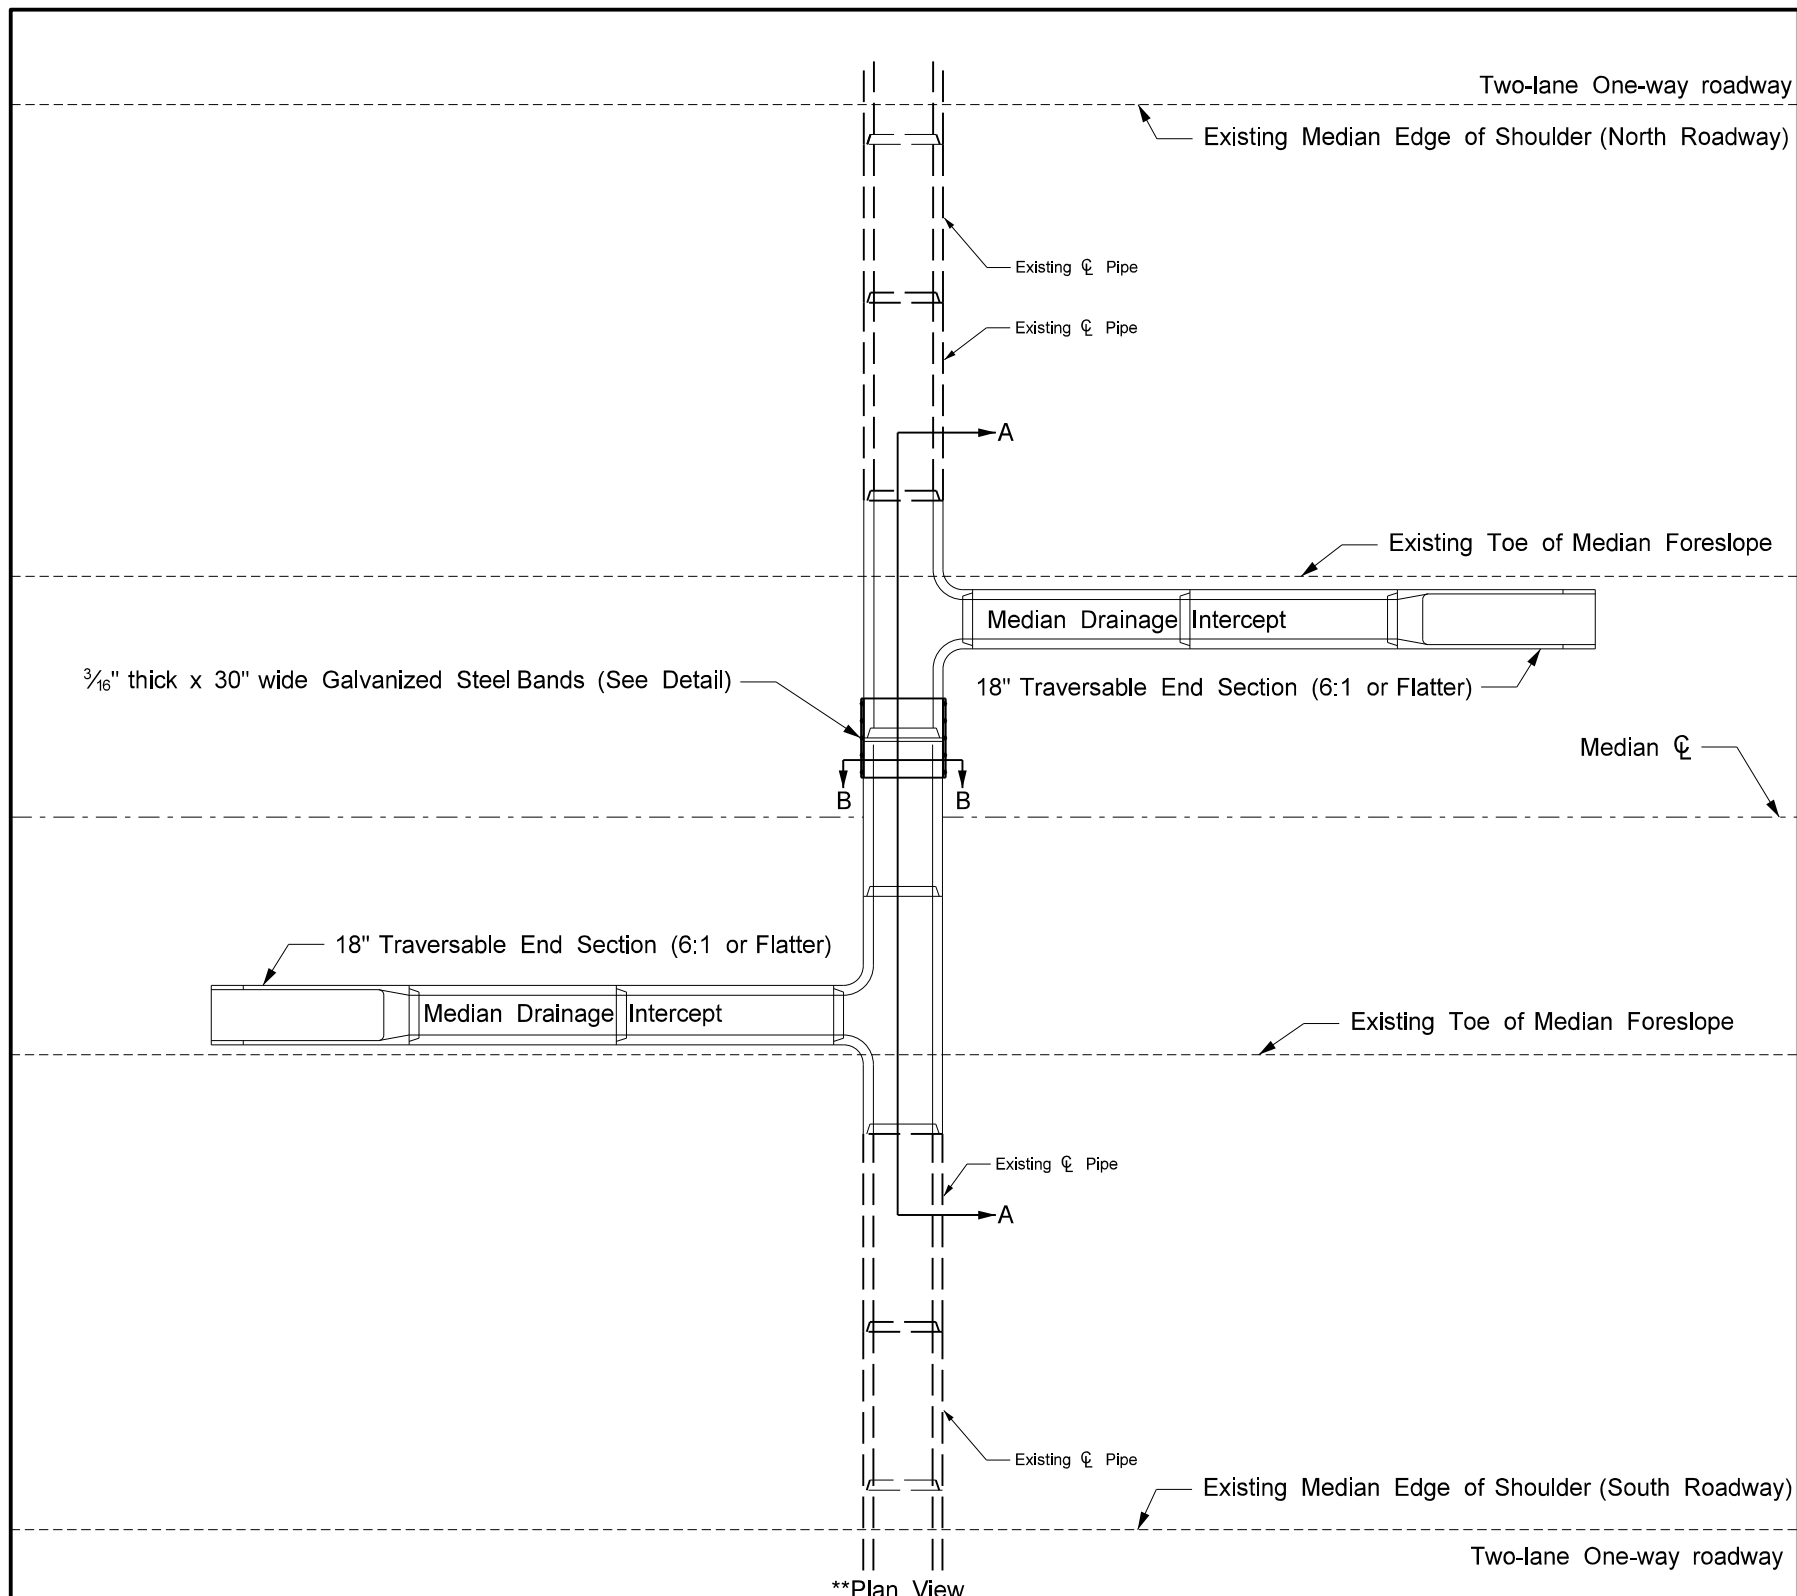 Two-lane One-way roadway
Existing Median Edge of Shoulder (North Roadway)
Existing ℄ Pipe
Existing ℄ Pipe
A
Existing Toe of Median Foreslope
Median Drainage Intercept
3/16" thick x 30" wide Galvanized Steel Bands (See Detail)
18" Traversable End Section (6:1 or Flatter)
Median ℄
B B
18" Traversable End Section (6:1 or Flatter)
Median Drainage Intercept
Existing Toe of Median Foreslope
Existing ℄ Pipe
A
Existing ℄ Pipe
Existing Median Edge of Shoulder (South Roadway)
Two-lane One-way roadway
**Plan View